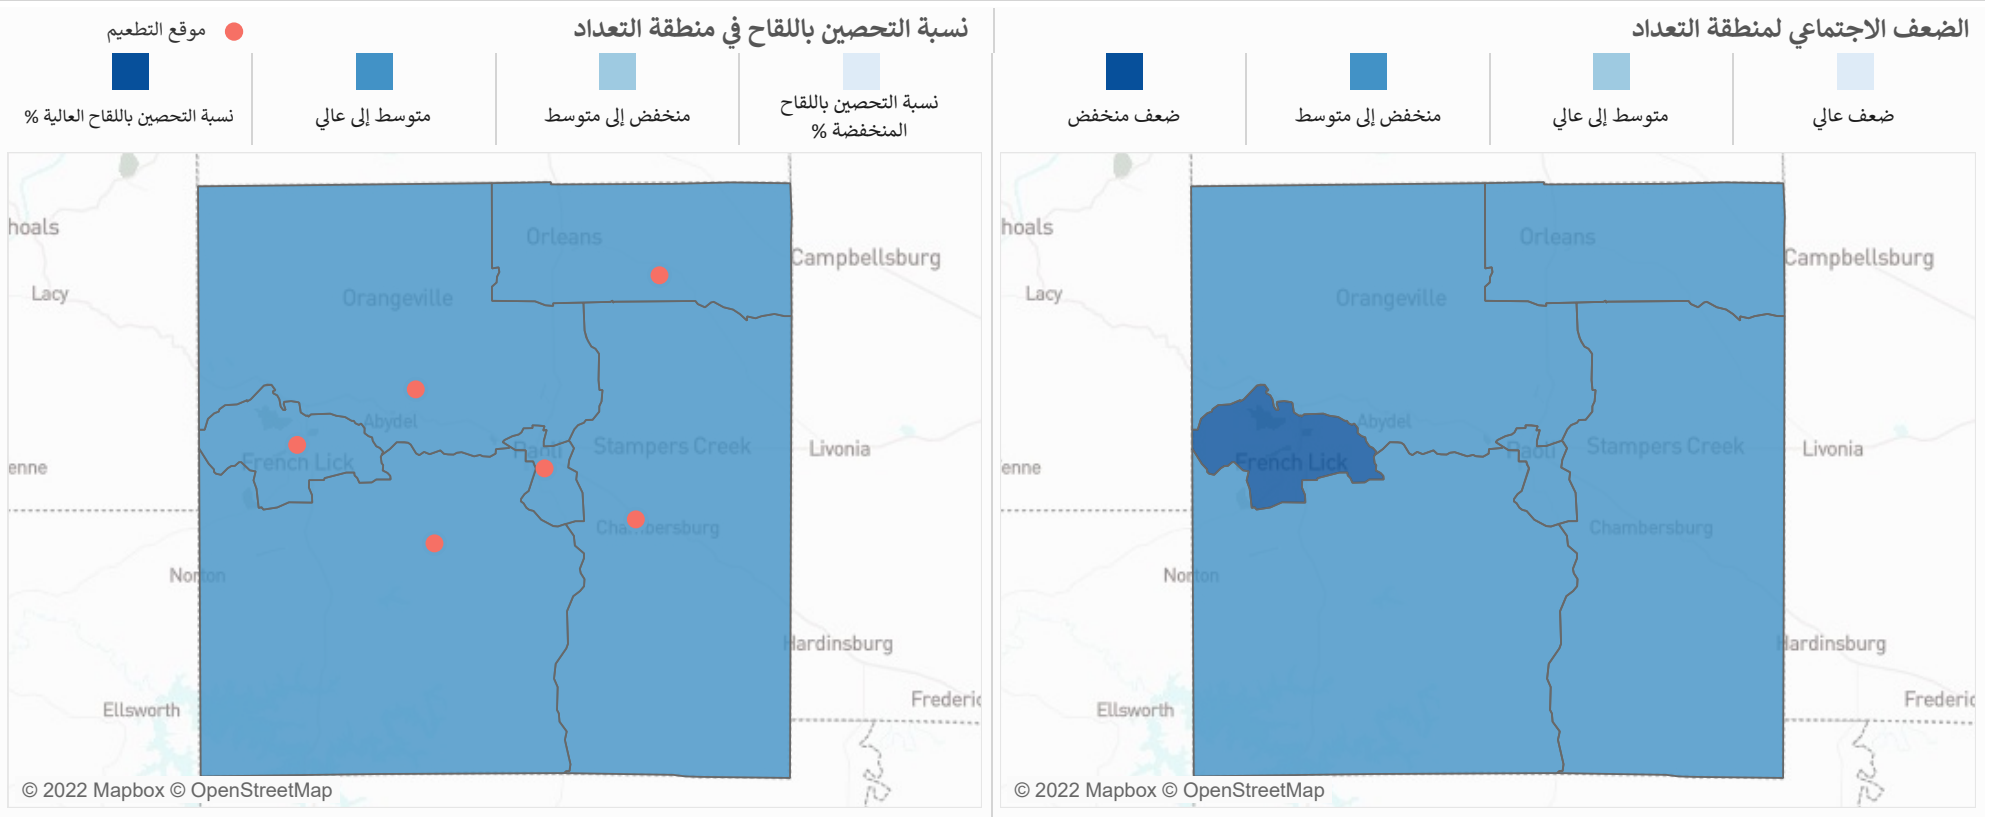 الضعف الاجتماعي لمنطقة التعداد
ضعف عالي
متوسط إلى عالي
منخفض إلى متوسط
ضعف منخفض
hoals
Orleans
Campbellsburg
Lacy
Orangeville
Abydel
Stampers Creek
Livonia
Paoli
French Lick
enne
Chambersburg
Norton
Hardinsburg
Ellsworth
Frederic
© 2022 Mapbox © OpenStreetMap
نسبة التحصين باللقاح في منطقة التعداد
موقع التطعيم
نسبة التحصين باللقاح
المنخفضة %
منخفض إلى متوسط
متوسط إلى عالي
نسبة التحصين باللقاح العالية %
hoals
Orleans
Campbellsburg
Lacy
Orangeville
Abydel
Stampers Creek
Livonia
Paoli
French Lick
enne
Chambersburg
Norton
Hardinsburg
Ellsworth
Frederic
© 2022 Mapbox © OpenStreetMap